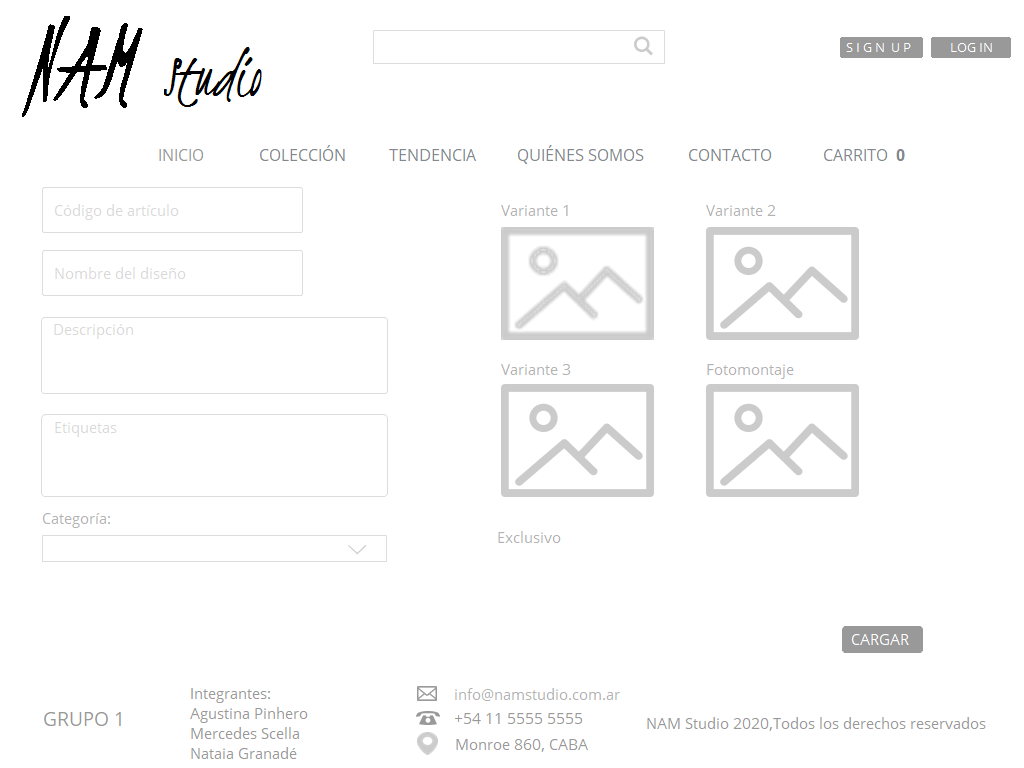 NAM Studio
SIGN UP
LOGIN
INICIO
COLECCIÓN
TENDENCIA
QUIÉNES SOMOS
CONTACTO
CARRITO 0
Código de artículo
Nombre del diseño
Descripción
Etiquetas
Categoría:
Variante 1
Variante 2
Variante 3
Fotomontaje
Exclusivo
CARGAR
GRUPO 1
Integrantes:
Agustina Pinhero
Mercedes Scella
Nataia Granadé
info@namstudio.com.ar
+54 11 5555 5555
Monroe 860, CABA
NAM Studio 2020,Todos los derechos reservados